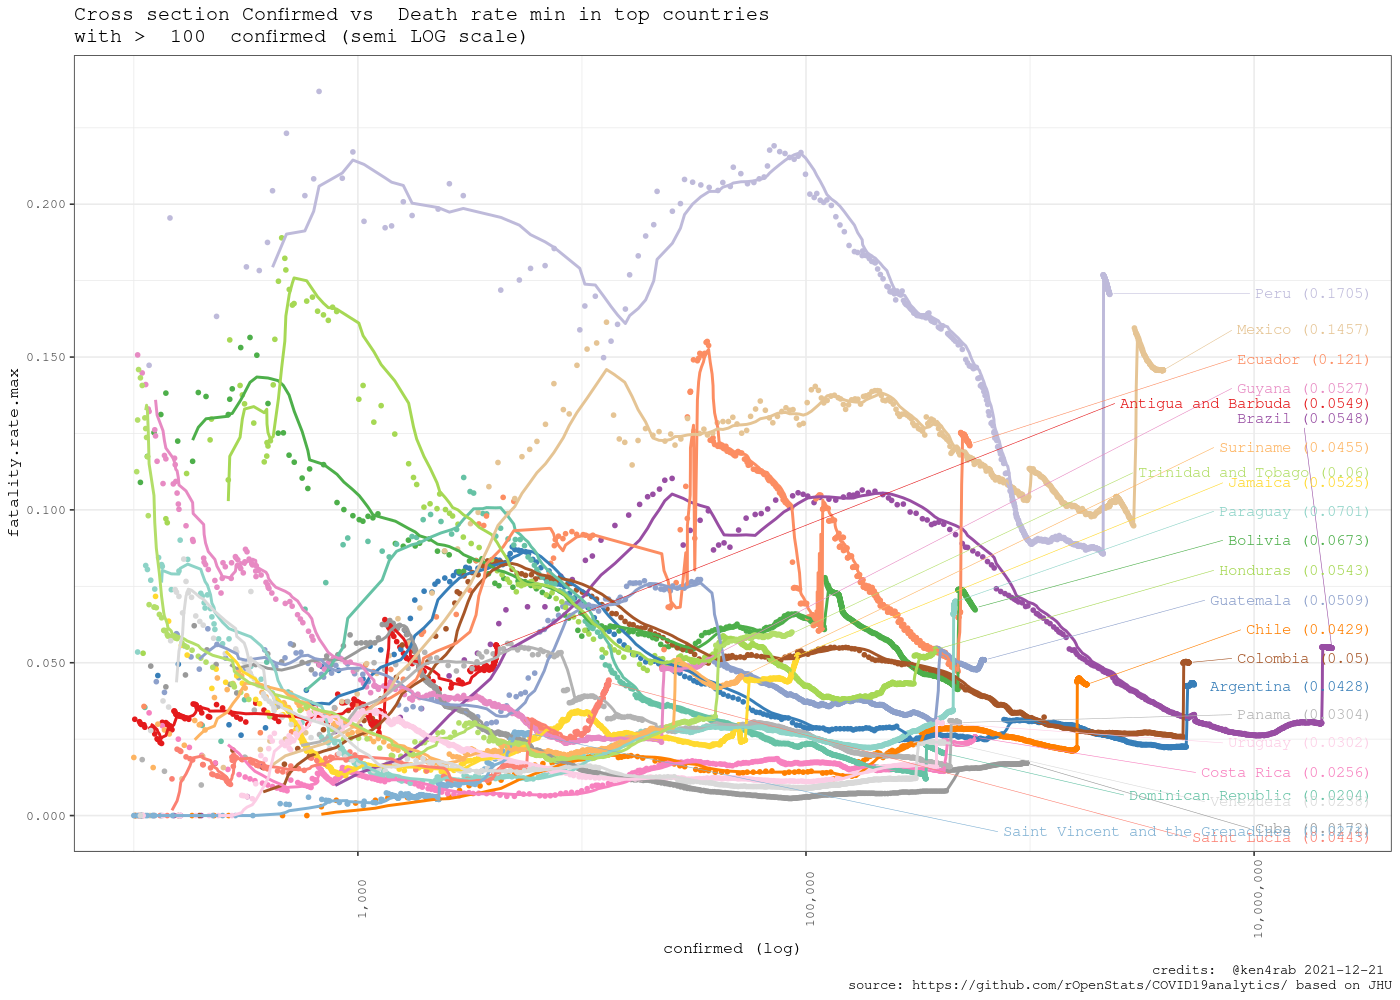 Cross section Confirmed vs  Death rate min in top countries
with >  100  confirmed (semi LOG scale)
fatality.rate.max
0.200
0.150
0.100
0.050
0.000
Peru (0.1705)
Mexico (0.1457)
Ecuador (0.121)
Guyana (0.0527)
Antigua and Barbuda (0.0549)
Brazil (0.0548)
Suriname (0.0455)
Trinidad and Tobago (0.06)
Jamaica (0.0525)
Paraguay (0.0701)
Bolivia (0.0673)
Honduras (0.0543)
Guatemala (0.0509)
Chile (0.0429)
Colombia (0.05)
Argentina (0.0428)
Panama (0.0304)
Uruguay (0.0302)
Costa Rica (0.0256)
Dominican Republic (0.0204)
Venezuela
Cuba (0.0172)
Saint Vincent and the Grenadines
Saint Lucia (0.0443)
1,000
100,000
10,000,000
confirmed (log)
credits:  @ken4rab 2021-12-21
source: https://github.com/rOpenStats/COVID19analytics/ based on JHU